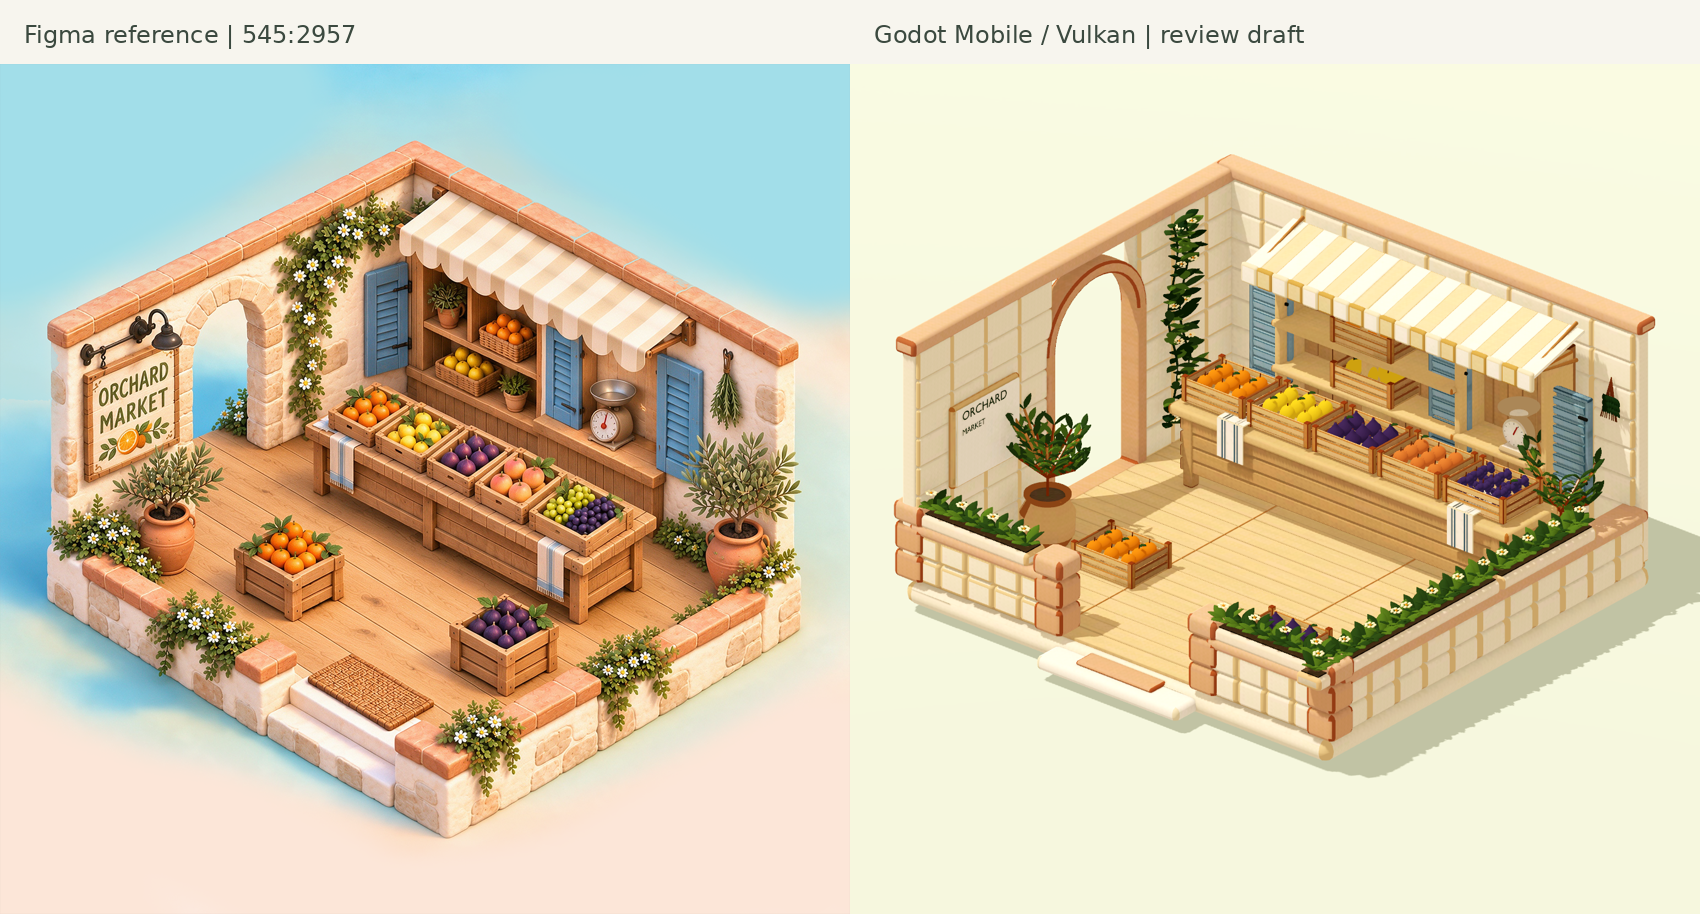 Figma reference | 545:2957
Godot Mobile / Vulkan | review draft
ORCHARD
MARKET
ORCHARD
MARKET